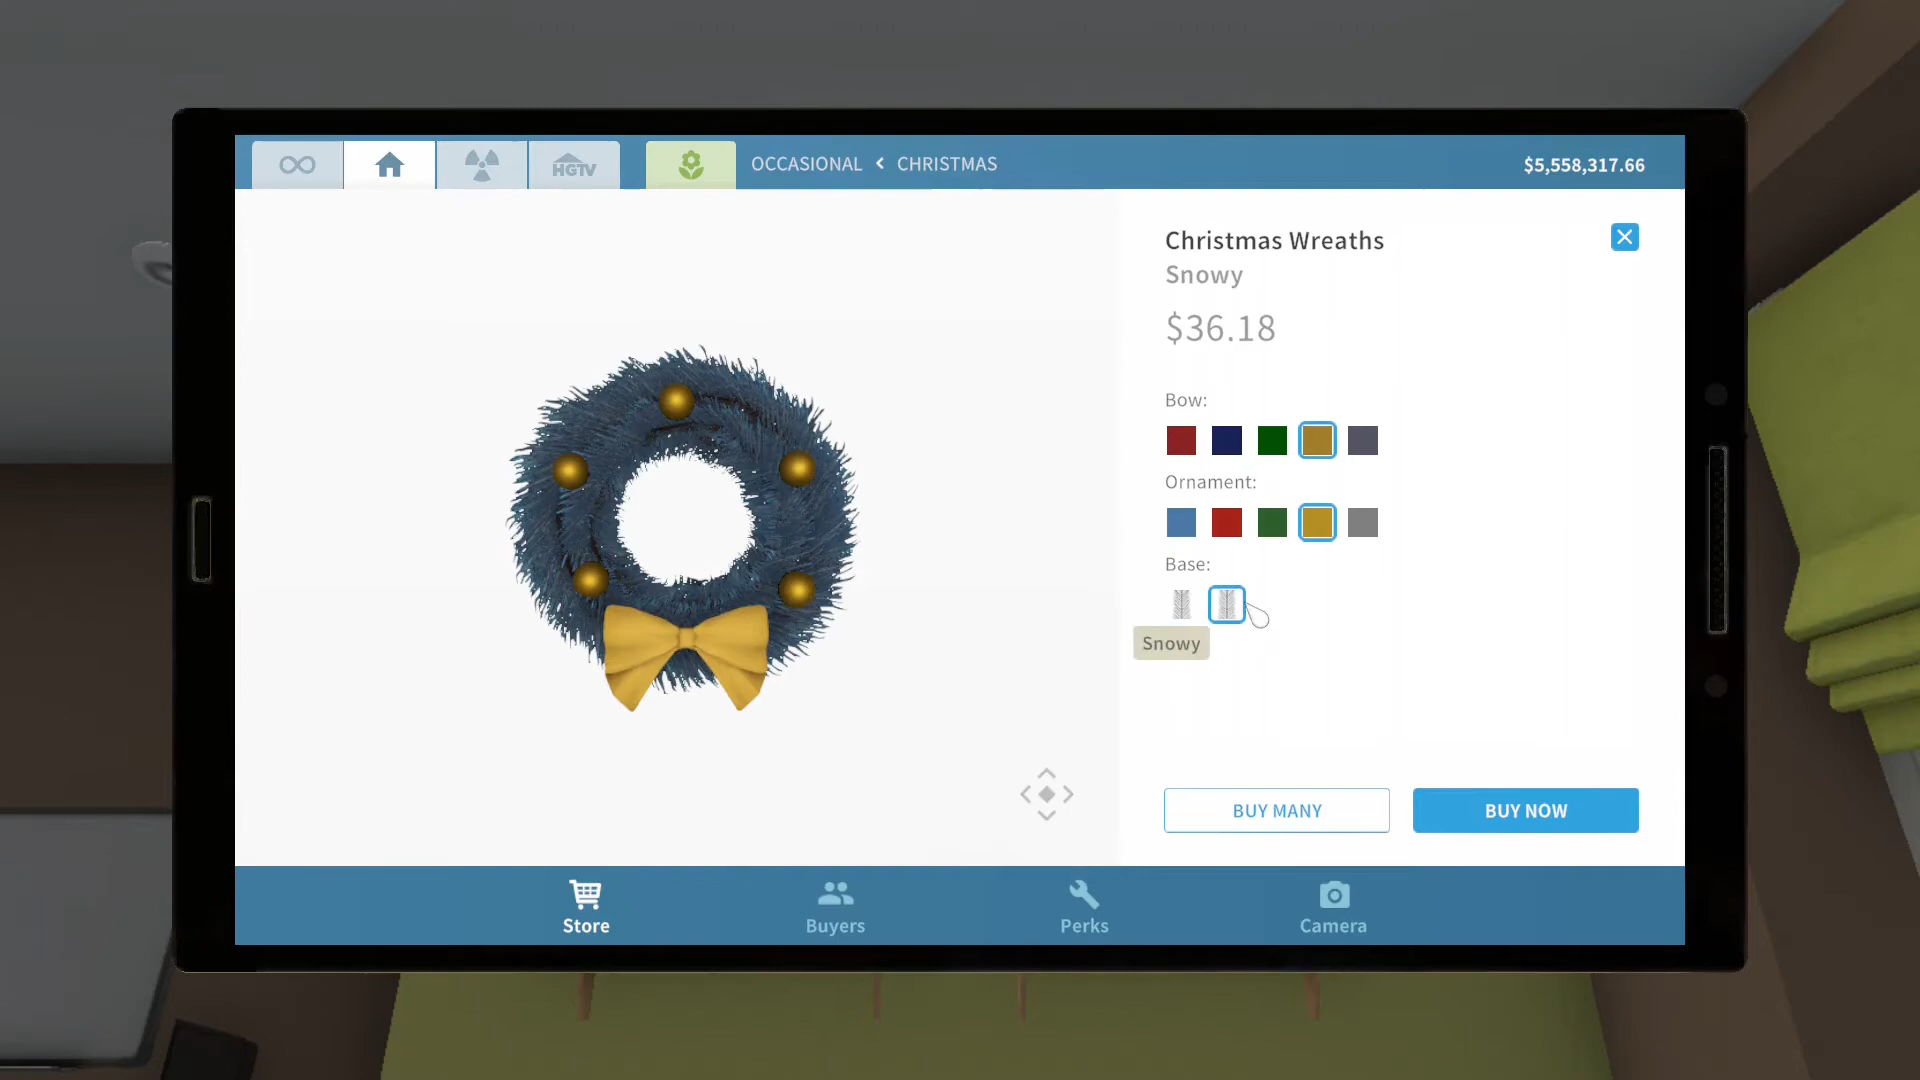 HGTV
OCCASIONAL < CHRISTMAS
$5,558,317.66
Christmas Wreaths
Snowy
$36.18
Bow:
Ornament:
Base:
Snowy
BUY MANY
BUY NOW
Store
Buyers
Perks
Camera